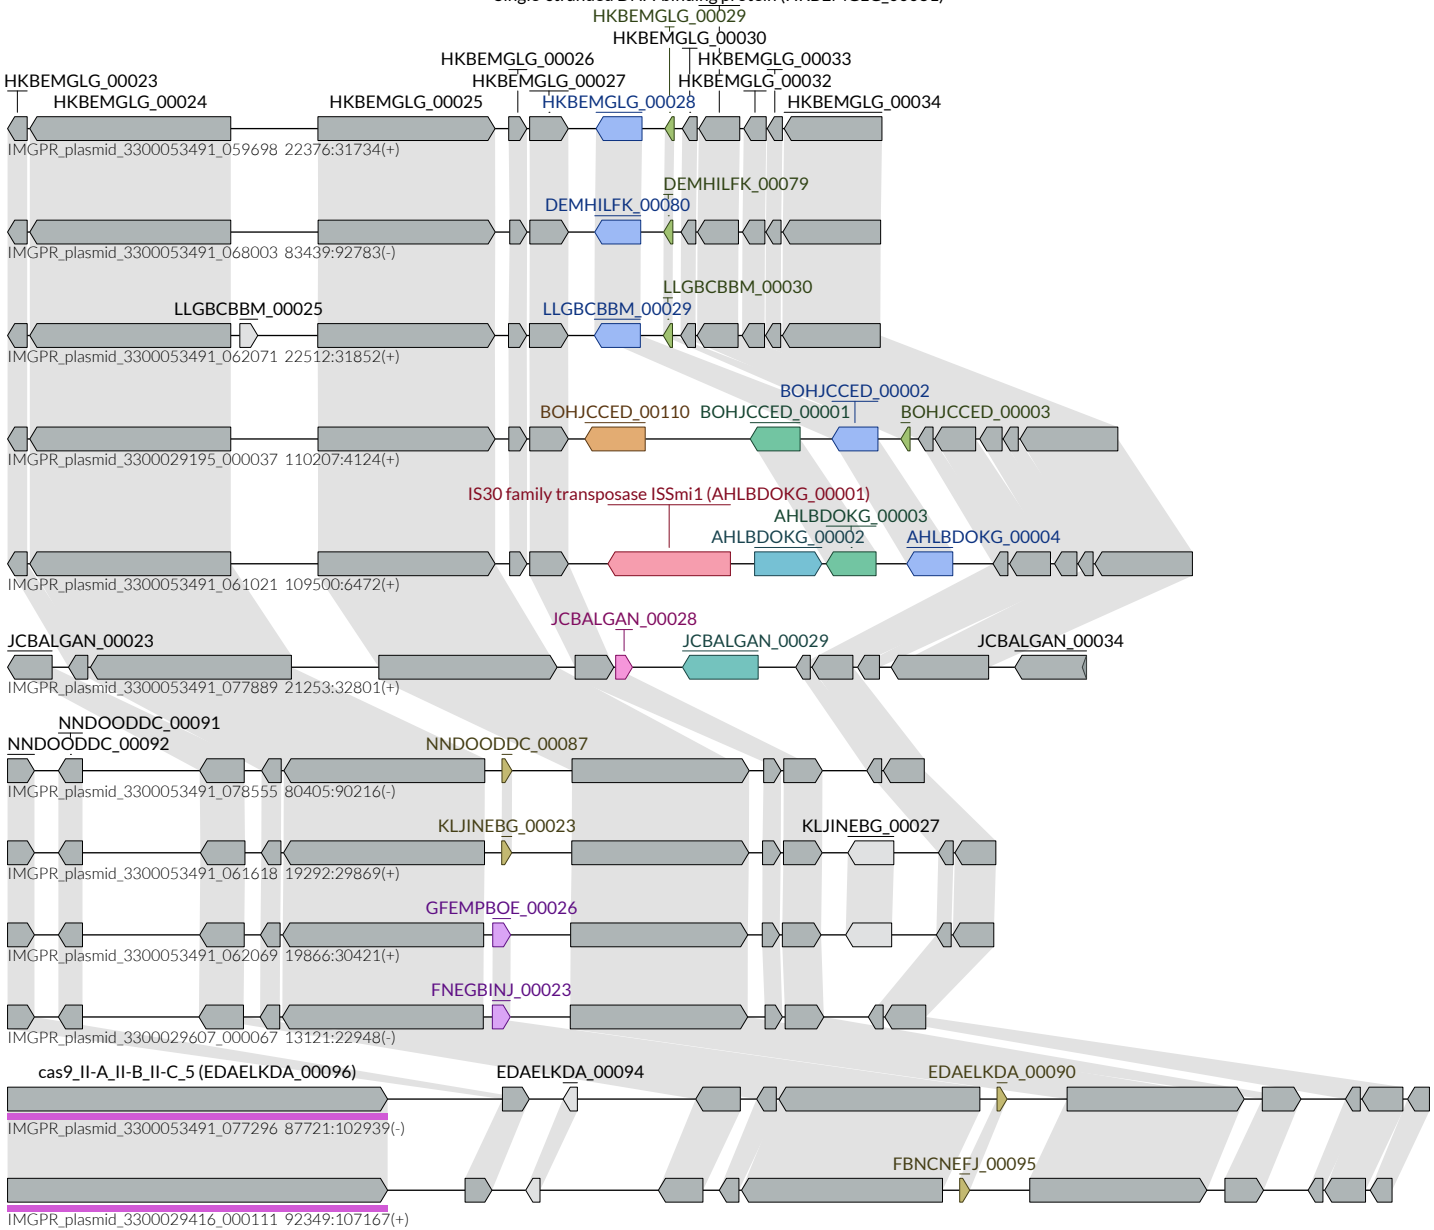 HKBEMGLG_00029
HKBEMGLG_00030
HKBEMGLG_00026 HKBEMGLG_00033
HKBEMGLG_00023 HKBEMGLG_00027 HKBEMGLG_00032
HKBEMGLG_00024 HKBEMGLG_00025 HKBEMGLG_00028 HKBEMGLG_00034
IMGPR_plasmid_3300053491_059698 22376:31734(+)
DEMHILFK_00079
DEMHILFK_00080
IMGPR_plasmid_3300053491_068003 83439:92783(-)
LLGBCBBM_00030
LLGBCBBM_00025 LLGBCBBM_00029
IMGPR_plasmid_3300053491_062071 22512:31852(+)
BOHJCCED_00002
BOHJCCED_00110 BOHJCCED_00001 BOHJCCED_00003
IMGPR_plasmid_3300029195_000037 110207:4124(+)
IS30 family transposase ISSmi1 (AHLBDOKG_00001)
AHLBDOKG_00003
AHLBDOKG_00002 AHLBDOKG_00004
IMGPR_plasmid_3300053491_061021 109500:6472(+)
JCBALGAN_00028
JCBALGAN_00023 JCBALGAN_00029 JCBALGAN_00034
IMGPR_plasmid_3300053491_077889 21253:32801(+)
NNDOODDC_00091
NNDOODDC_00092 NNDOODDC_00087
IMGPR_plasmid_3300053491_078555 80405:90216(-)
KLJINEBG_00023 KLJINEBG_00027
IMGPR_plasmid_3300053491_061618 19292:29869(+)
GFEMPBOE_00026
IMGPR_plasmid_3300053491_062069 19866:30421(+)
FNEGBINJ_00023
IMGPR_plasmid_3300029607_000067 13121:22948(-)
cas9_II-A_II-B_II-C_5 (EDAELKDA_00096) EDAELKDA_00094 EDAELKDA_00090
IMGPR_plasmid_3300053491_077296 87721:102939(-)
FBNCNEFJ_00095
IMGPR_plasmid_3300029416_000111 92349:107167(+)